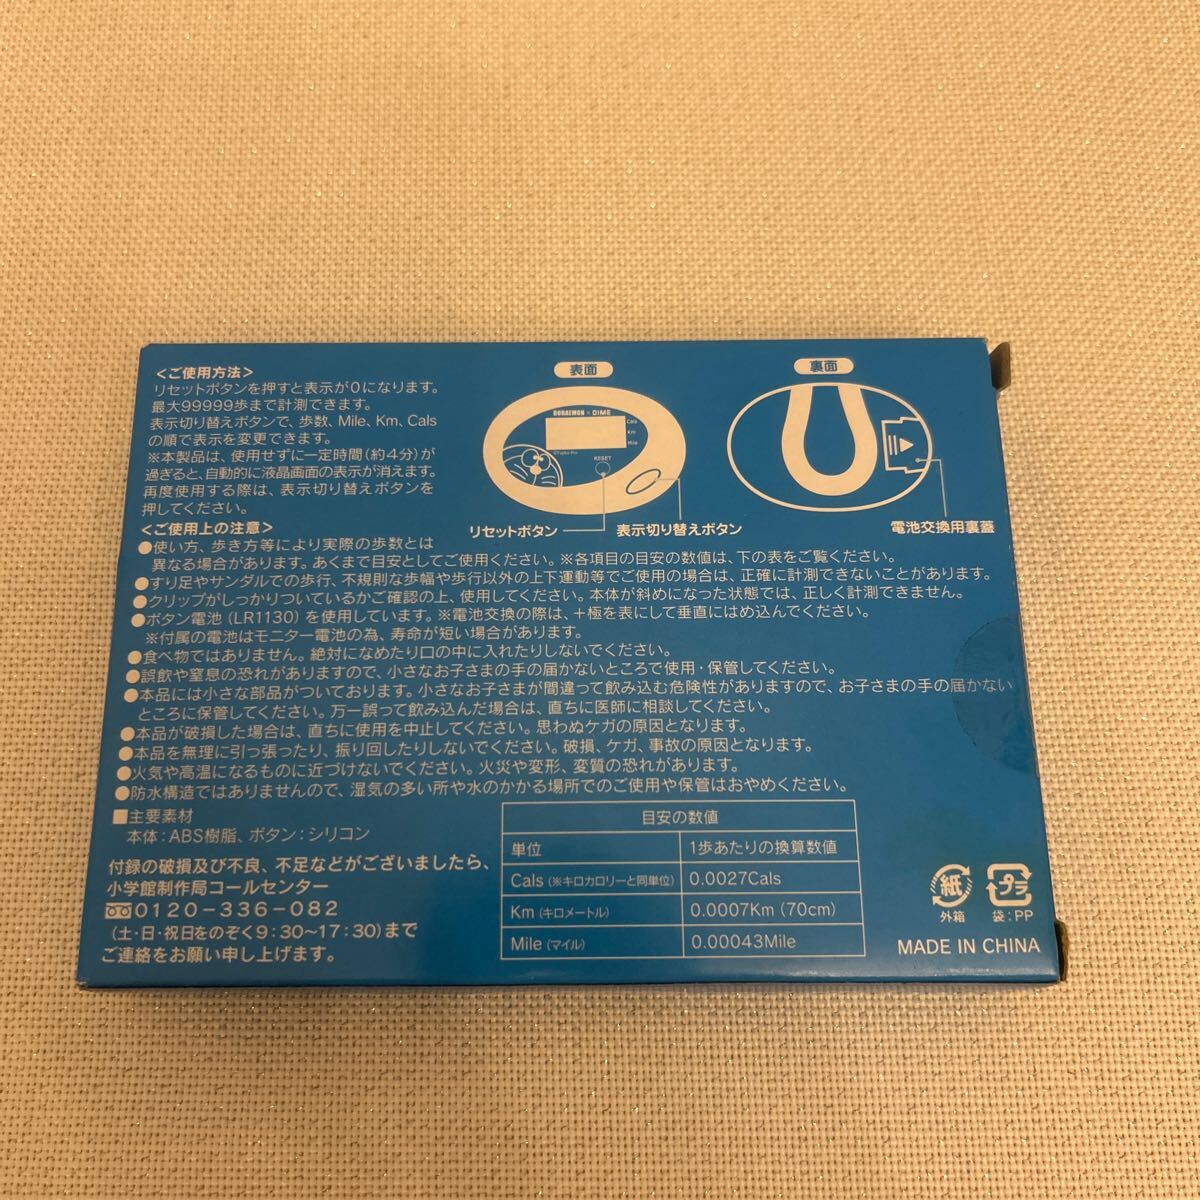 <ご使用方法>
リセットボタンを押すと表示が0になります。
最大99999歩まで計測できます。
表示切り替えボタンで、歩数、Mile、Km、Cals
の順で表示を変更できます。
※本製品は、使用せずに一定時間(約4分)が
過ぎると、自動的に液晶画面の表示が消えます。
再度使用する際は、表示切り替えボタンを
押してください。
表面
DORAEMON × DIME
Cals
Km
Mile
RESET
リセットボタン
表示切り替えボタン
裏面
電池交換用裏蓋
<ご使用上の注意>
●使い方、歩き方等により実際の歩数とは
異なる場合があります。あくまで目安としてご使用ください。※各項目の目安の数値は、下の表をご覧ください。
●すり足やサンダルでの歩行、不規則な歩幅や歩行以外の上下運動等でご使用の場合は、正確に計測できないことがあります。
●クリップがしっかりついているかご確認の上、使用してください。本体が斜めになった状態では、正しく計測できません。
●ボタン電池(LR1130)を使用しています。※電池交換の際は、+極を表にして垂直にはめ込んでください。
※付属の電池はモニター電池の為、寿命が短い場合があります。
●食べ物ではありません。絶対になめたり口の中に入れたりしないでください。
●誤飲や窒息の恐れがありますので、小さなお子さまの手の届かないところで使用・保管してください。
●本品には小さな部品がついております。小さなお子さまが間違って飲み込む危険性がありますので、お子さまの手の届かない
ところに保管してください。万一誤って飲み込んだ場合は、直ちに医師に相談してください。
●本品が破損した場合は、直ちに使用を中止してください。思わぬケガの原因となります。
●本品を無理に引っ張ったり、振り回したりしないでください。破損、ケガ、事故の原因となります。
●火気や高温になるものに近づけないでください。火災や変形、変質の恐れがあります。
●防水構造ではありませんので、湿気の多い所や水のかかる場所でのご使用や保管はおやめください。
■主要素材
本体:ABS樹脂、ボタン:シリコン
付録の破損及び不良、不足などがございましたら、
小学館制作局コールセンター
0120-336-082
(土・日・祝日をのぞく9:30〜17:30)まで
ご連絡をお願い申し上げます。
目安の数値
単位 1歩あたりの換算数値
Cals(※キロカロリーと同単位) 0.0027Cals
Km(キロメートル) 0.0007Km(70cm)
Mile(マイル) 0.00043Mile
紙
外箱
プラ
袋:PP
MADE IN CHINA